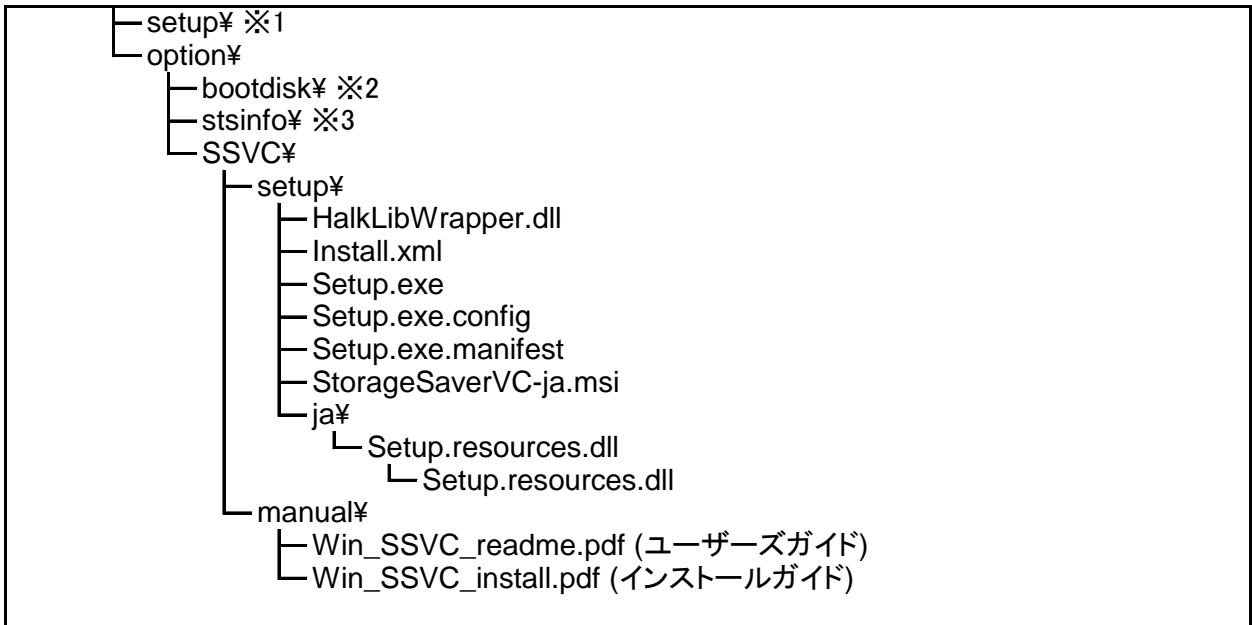 setup¥ ※1
option¥
bootdisk¥ ※2
stsinfo¥ ※3
SSVC¥
setup¥
HalkLibWrapper.dll
Install.xml
Setup.exe
Setup.exe.config
Setup.exe.manifest
StorageSaverVC-ja.msi
ja¥
Setup.resources.dll
Setup.resources.dll
manual¥
Win_SSVC_readme.pdf (ユーザーズガイド)
Win_SSVC_install.pdf (インストールガイド)